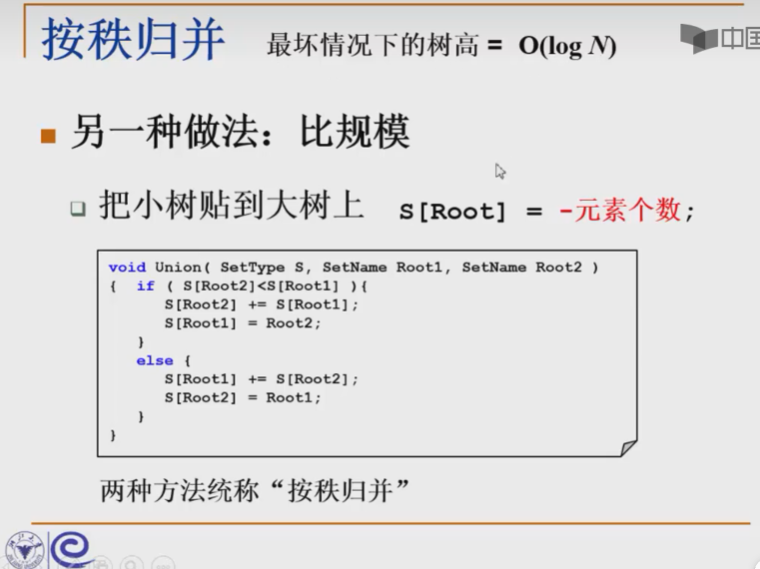 按秩归并 最坏情况下的树高 = O(log N)
中国
另一种做法：比规模
把小树贴到大树上 S[Root] = -元素个数;
void Union( SetType S, SetName Root1, SetName Root2 )
{ if ( S[Root2]<S[Root1] ){
S[Root2] += S[Root1];
S[Root1] = Root2;
}
else {
S[Root1] += S[Root2];
S[Root2] = Root1;
}
}
两种方法统称“按秩归并”